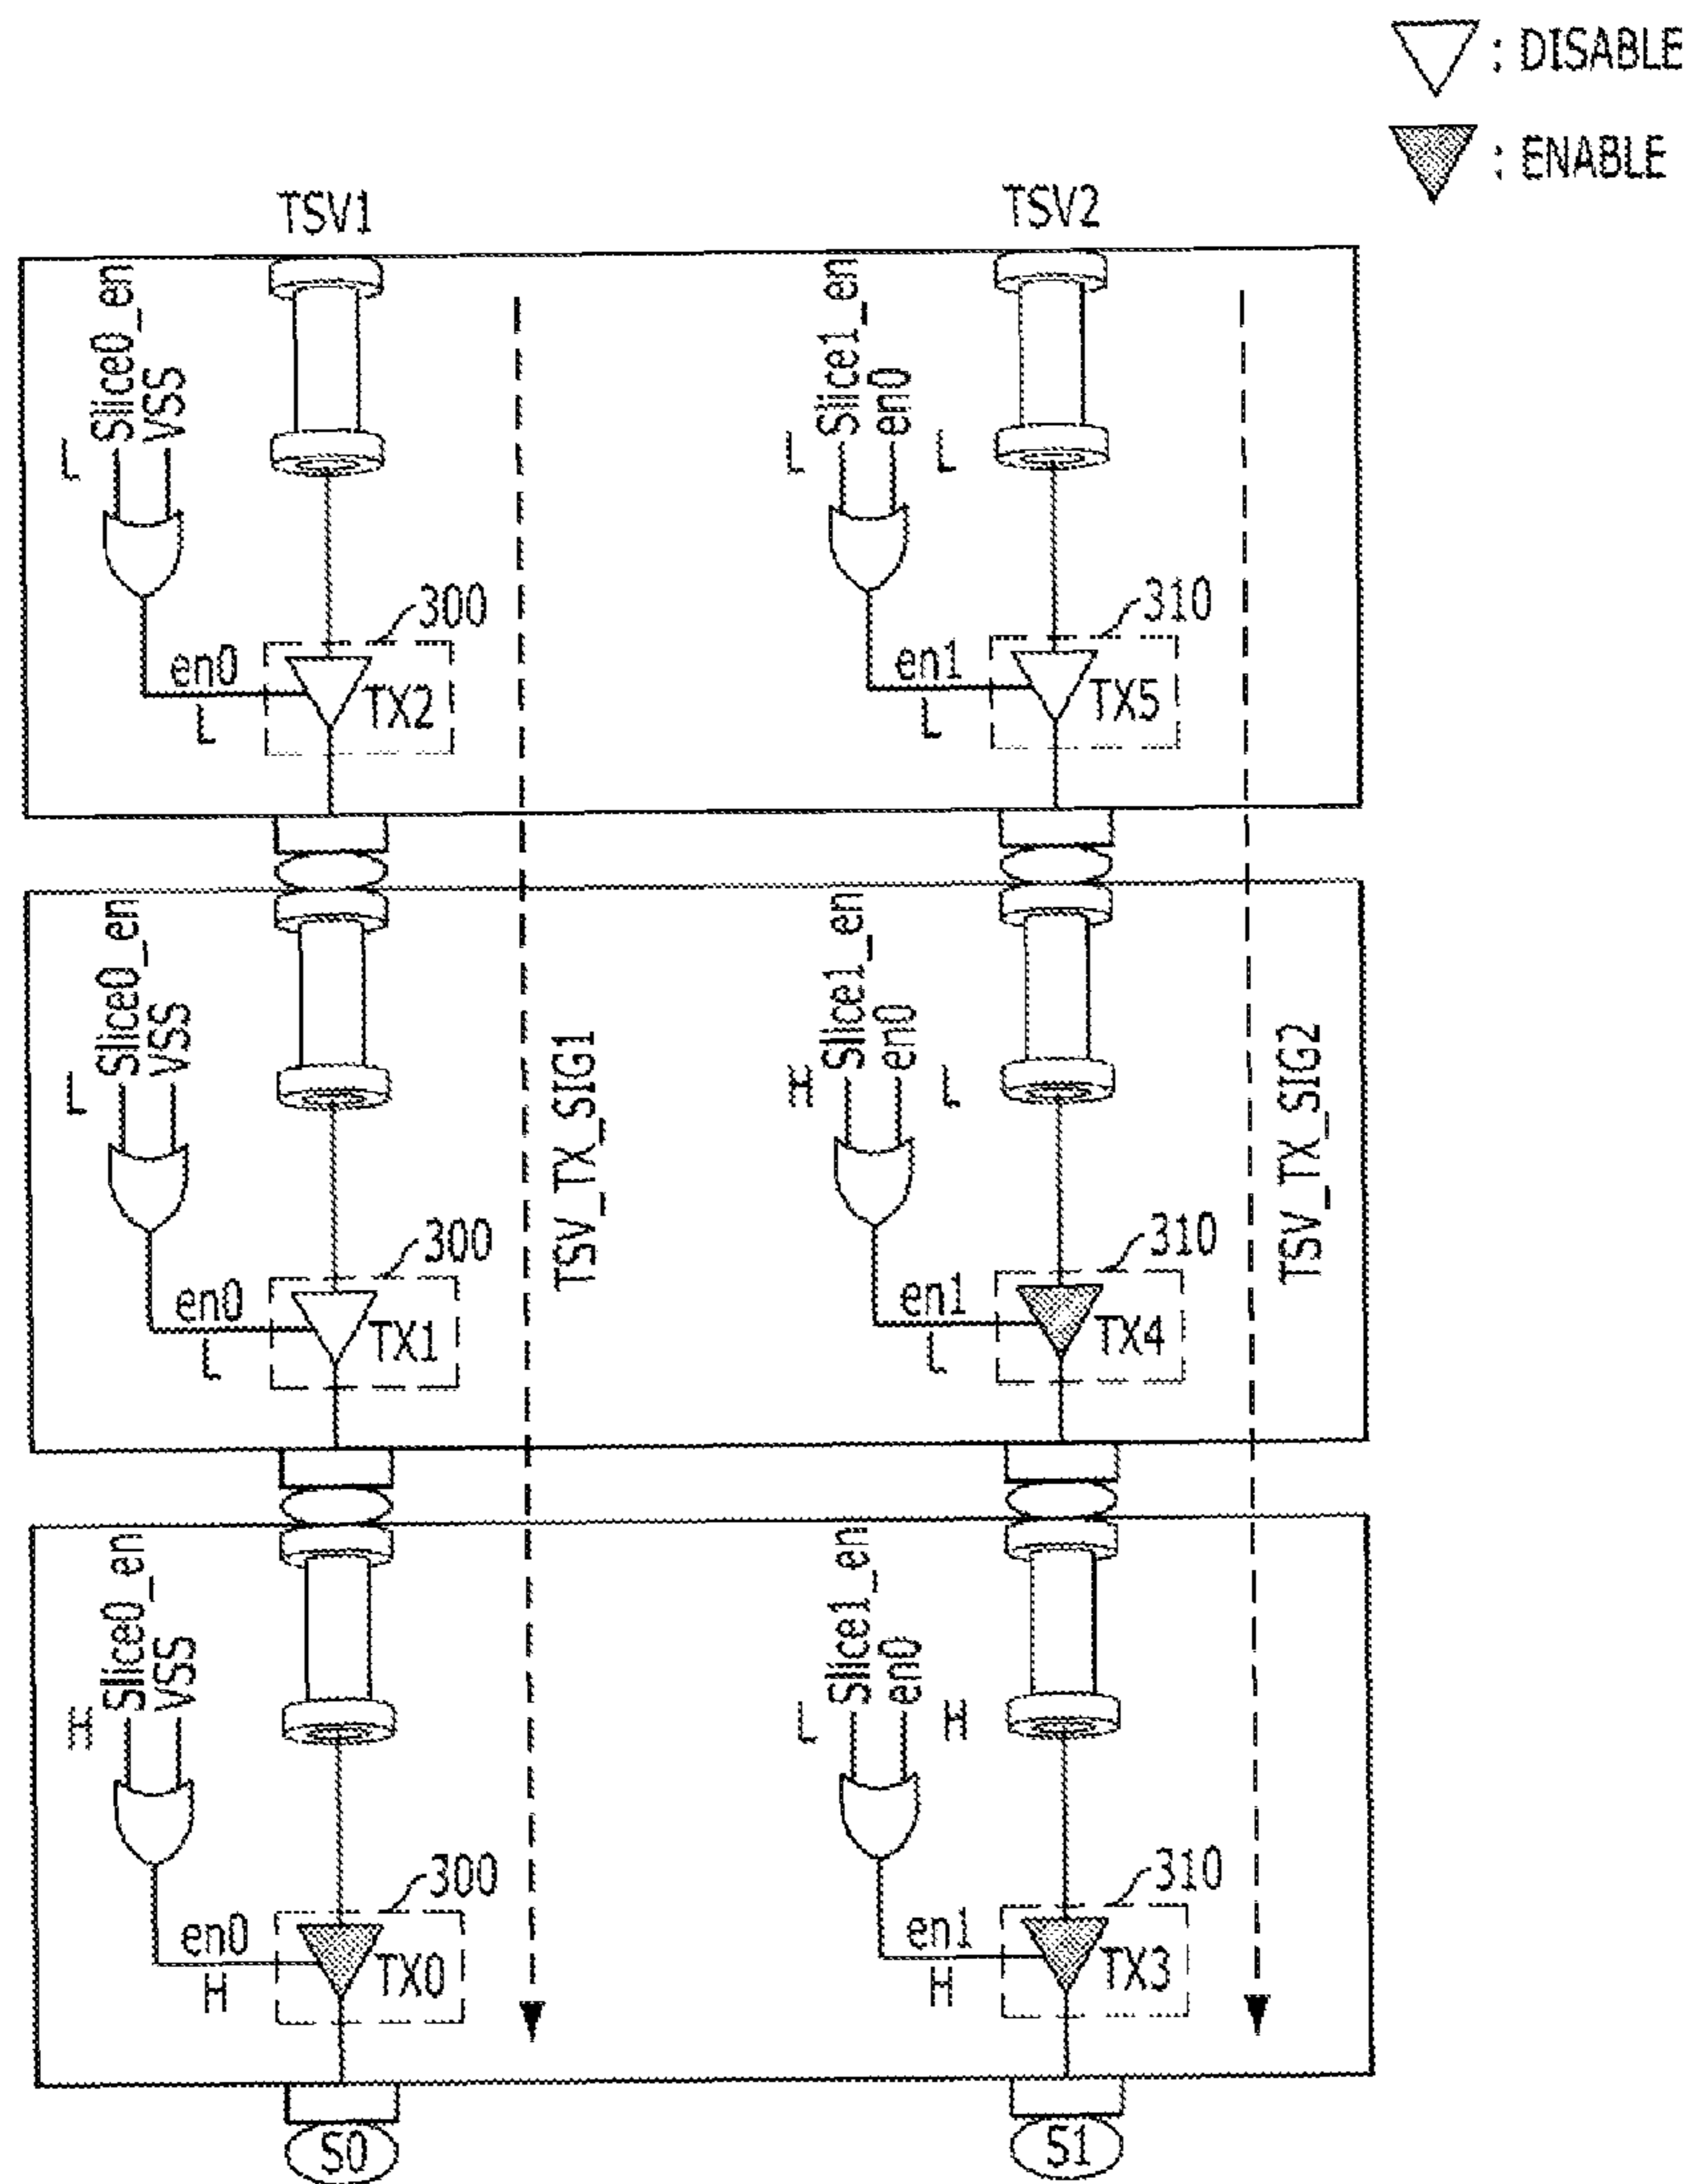 : DISABLE
: ENABLE
TSV1
TSV2
Slice0_en
VSS
L
en0
L
300
TX2
Slice1_en
en0
L
L
en1
L
310
TX5
Slice0_en
VSS
L
en0
L
300
TX1
TSV_TX_SIG1
Slice1_en
en0
H
L
en1
L
310
TX4
TSV_TX_SIG2
Slice0_en
VSS
H
en0
H
300
TX0
Slice1_en
en0
L
H
en1
H
310
TX3
S0
S1